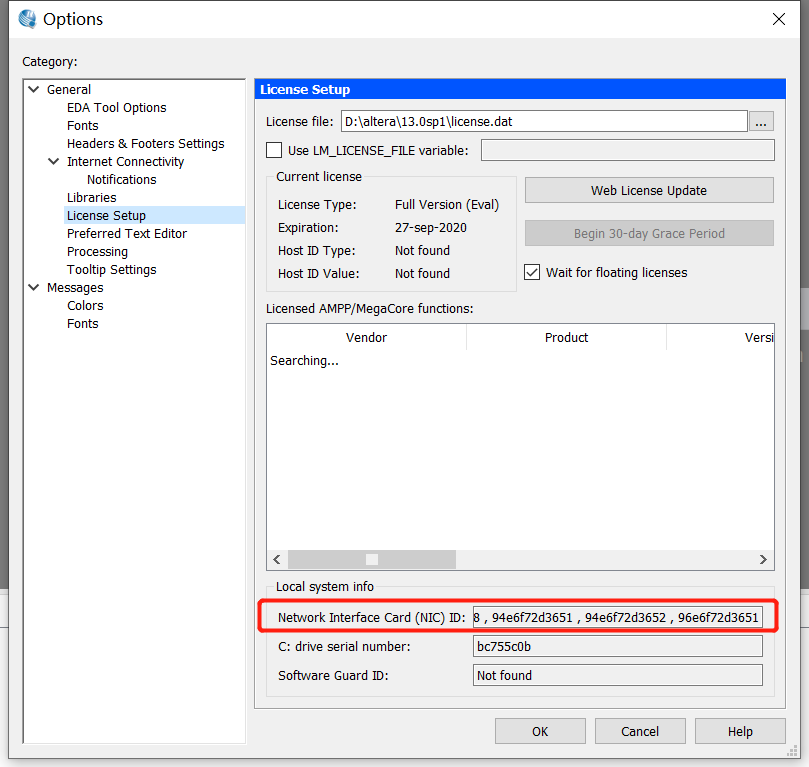 Options
Category:
General
EDA Tool Options
Fonts
Headers & Footers Settings
Internet Connectivity
Notifications
Libraries
License Setup
Preferred Text Editor
Processing
Tooltip Settings
Messages
Colors
Fonts
License Setup
License file: D:\altera\13.0sp1\license.dat ...
Use LM_LICENSE_FILE variable:
Current license
License Type: Full Version (Eval)
Expiration: 27-sep-2020
Host ID Type: Not found
Host ID Value: Not found
Web License Update
Begin 30-day Grace Period
Wait for floating licenses
Licensed AMPP/MegaCore functions:
Vendor Product Versi
Searching...
Local system info
Network Interface Card (NIC) ID: 8 , 94e6f72d3651 , 94e6f72d3652 , 96e6f72d3651
C: drive serial number: bc755c0b
Software Guard ID: Not found
OK Cancel Help